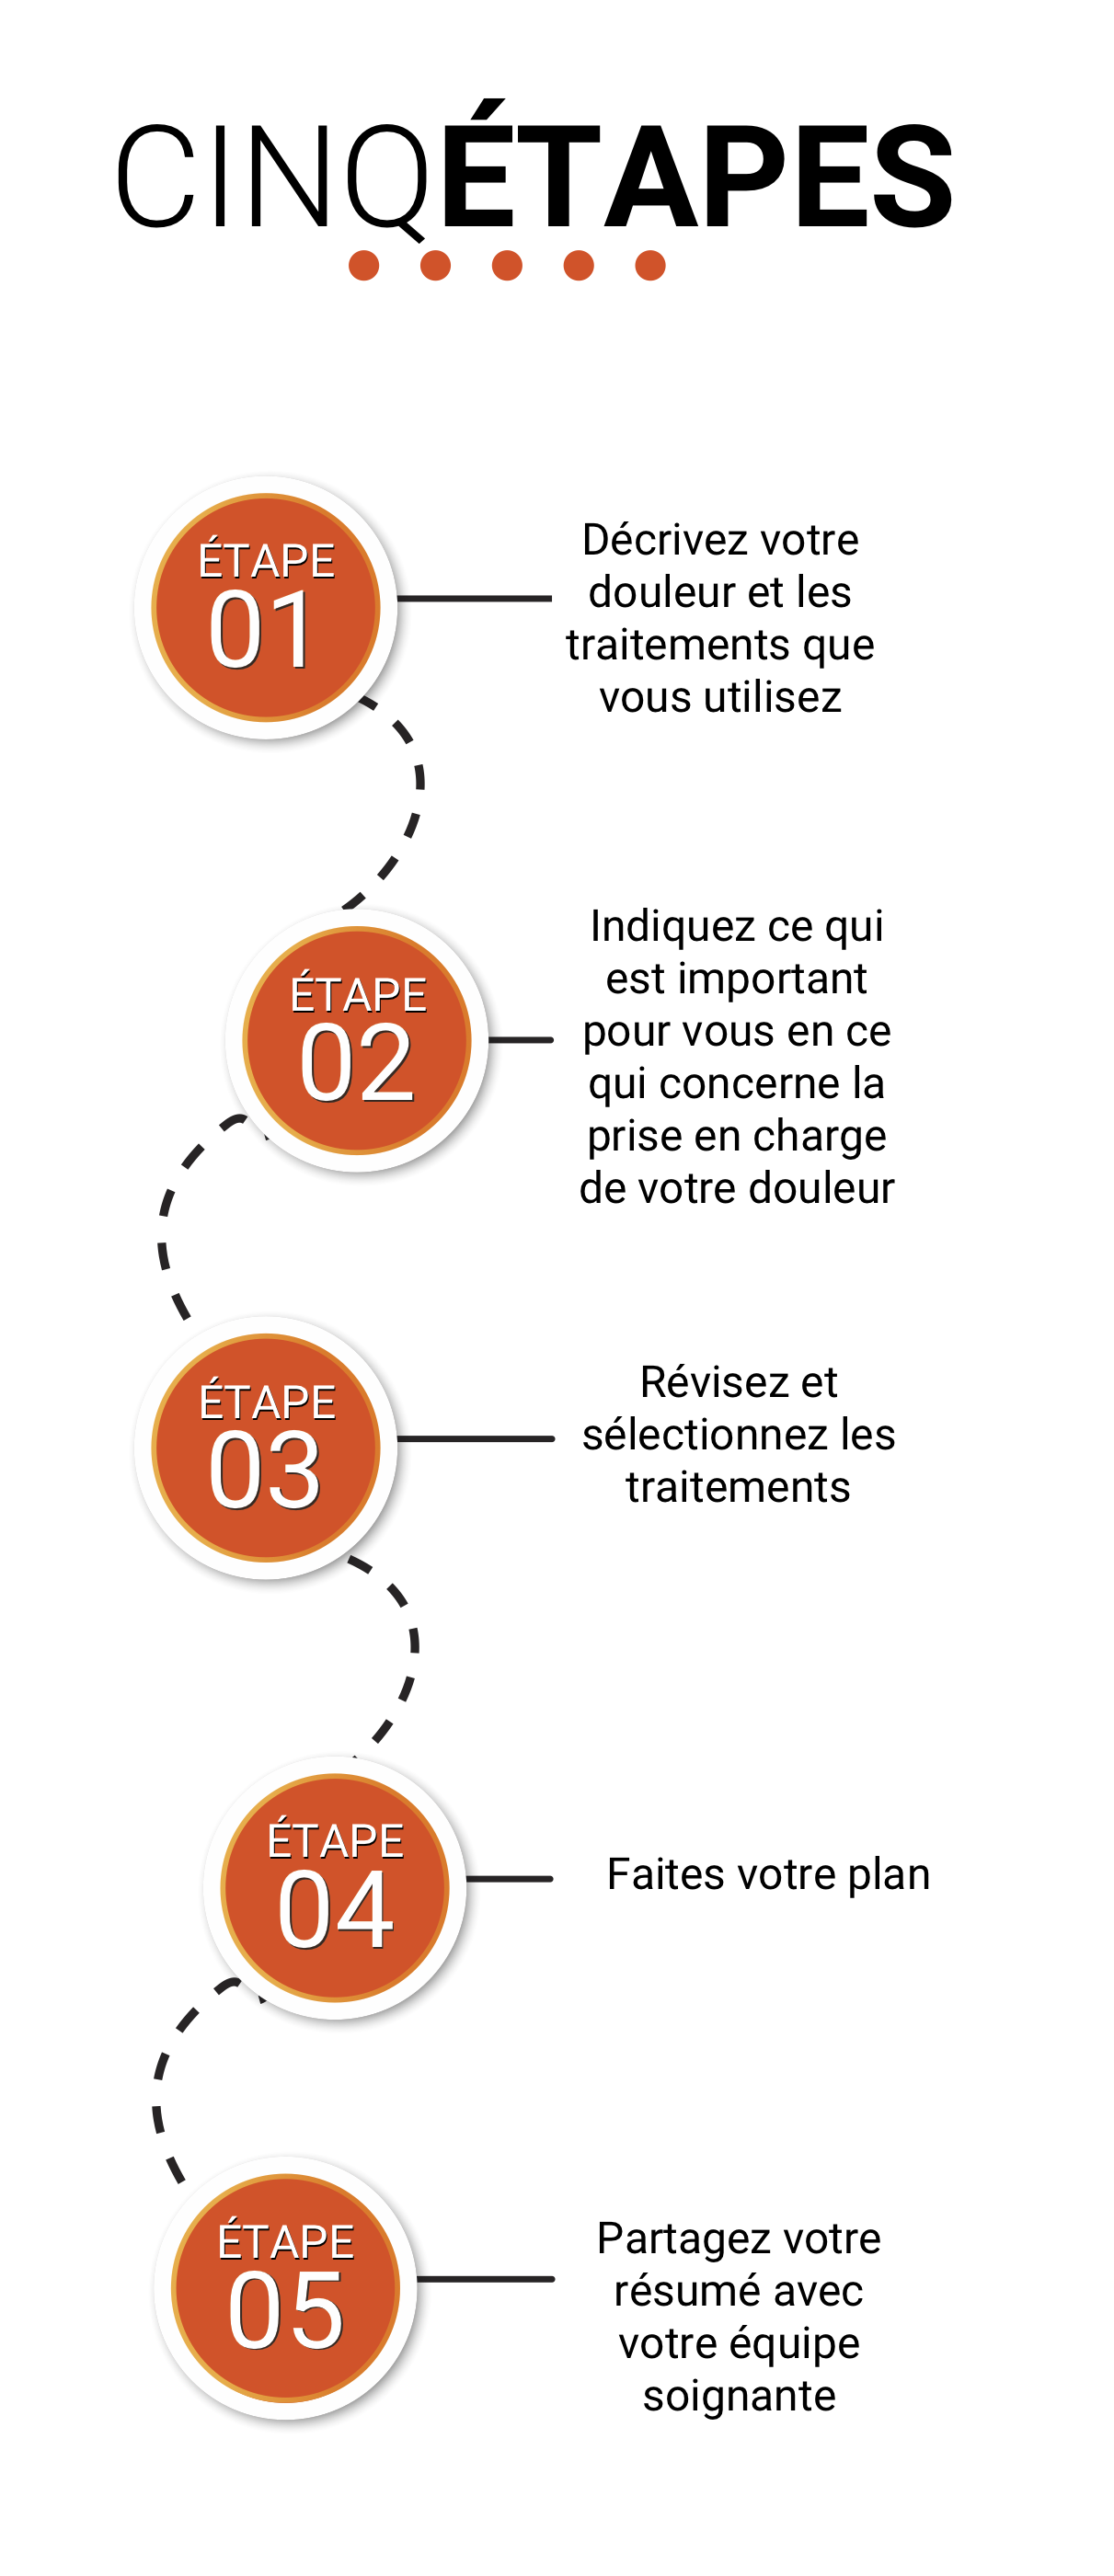 CINQÉTAPES
ÉTAPE
01
Décrivez votre
douleur et les
traitements que
vous utilisez
ÉTAPE
02
Indiquez ce qui
est important
pour vous en ce
qui concerne la
prise en charge
de votre douleur
ÉTAPE
03
Révisez et
sélectionnez les
traitements
ÉTAPE
04
Faites votre plan
ÉTAPE
05
Partagez votre
résumé avec
votre équipe
soignante